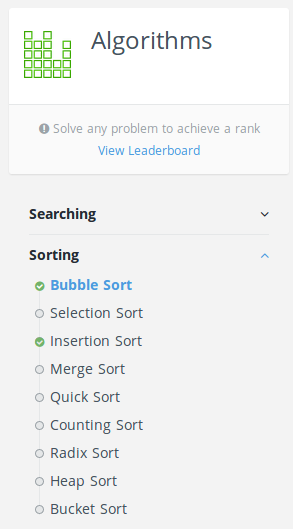 Algorithms
Solve any problem to achieve a rank
View Leaderboard
Searching
Sorting
Bubble Sort
Selection Sort
Insertion Sort
Merge Sort
Quick Sort
Counting Sort
Radix Sort
Heap Sort
Bucket Sort